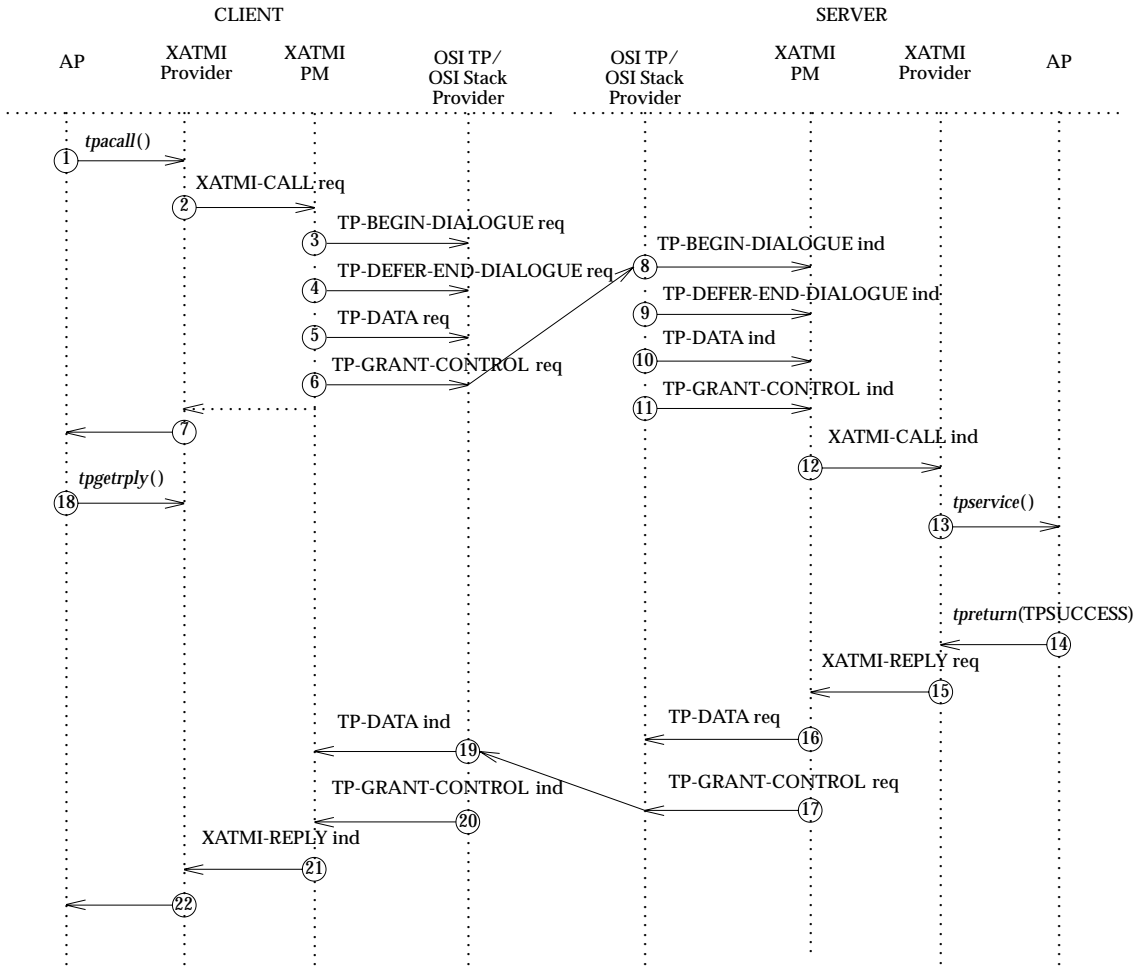 CLIENT
SERVER
AP
XATMI
Provider
XATMI
PM
OSI TP/
OSI Stack
Provider
OSI TP/
OSI Stack
Provider
XATMI
PM
XATMI
Provider
AP
tpacall()
1
XATMI-CALL req
2
TP-BEGIN-DIALOGUE req
3
TP-BEGIN-DIALOGUE ind
8
TP-DEFER-END-DIALOGUE req
4
TP-DEFER-END-DIALOGUE ind
9
TP-DATA req
5
TP-DATA ind
10
TP-GRANT-CONTROL req
6
TP-GRANT-CONTROL ind
11
7
XATMI-CALL ind
12
tpgetrply()
18
tpservice()
13
tpreturn(TPSUCCESS)
14
XATMI-REPLY req
15
TP-DATA req
16
TP-DATA ind
19
TP-GRANT-CONTROL req
17
TP-GRANT-CONTROL ind
20
XATMI-REPLY ind
21
22